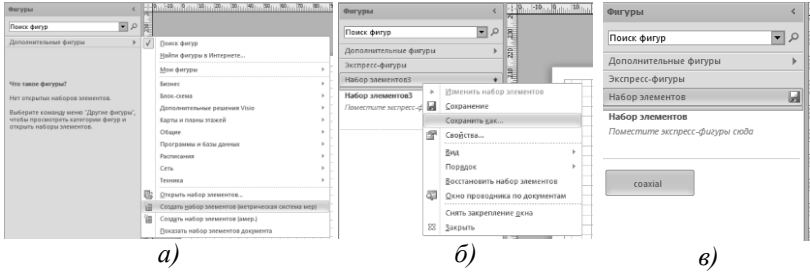 Фигуры
Поиск фигур
Дополнительные фигуры
Что такое фигуры?
Нет открытых наборов элементов.
Выберите команду меню "Другие фигуры",
чтобы просмотреть категории фигур и
открыть наборы элементов.
Поиск фигур
Найти фигуры в Интернете...
Мои фигуры
Бизнес
Блок-схема
Дополнительные решения Visio
Карты и планы этажей
Общие
Программы и базы данных
Расписания
Сеть
Техника
Открыть набор элементов...
Создать набор элементов (метрическая система мер)
Создать набор элементов (амер.)
Показать набор элементов документа
а)
Фигуры
Поиск фигур
Дополнительные фигуры
Экспресс-фигуры
Набор элементов3
Набор элементов3
Поместите экспресс-ф
Изменить набор элементов
Сохранение
Сохранить как...
Свойства...
Вид
Порядок
Восстановить набор элементов
Окно проводника по документам
Снять закрепление окна
Закрыть
б)
Фигуры
Поиск фигур
Дополнительные фигуры
Экспресс-фигуры
Набор элементов
Набор элементов
Поместите экспресс-фигуры сюда
coaxial
в)